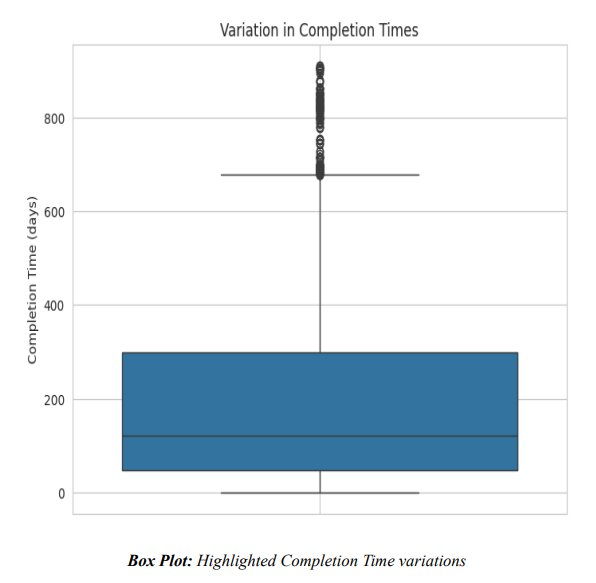 Variation in Completion Times
Completion Time (days)
800
600
400
200
0
Box Plot: Highlighted Completion Time variations